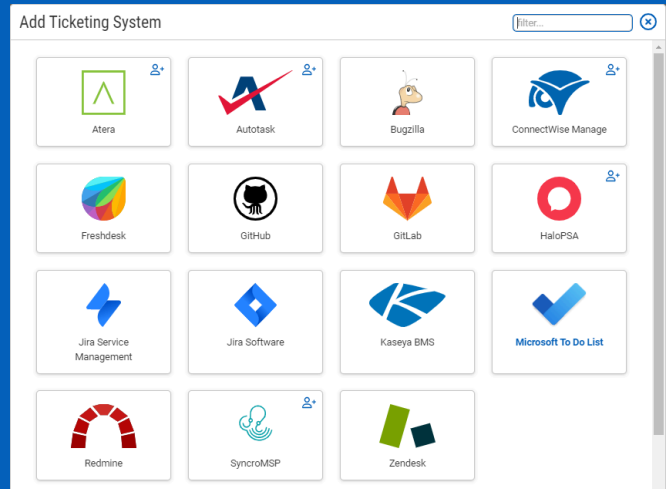 Add Ticketing System
filter...
Atera
Autotask
Bugzilla
ConnectWise Manage
Freshdesk
GitHub
GitLab
HaloPSA
Jira Service
Management
Jira Software
Kaseya BMS
Microsoft To Do List
Redmine
SyncroMSP
Zendesk